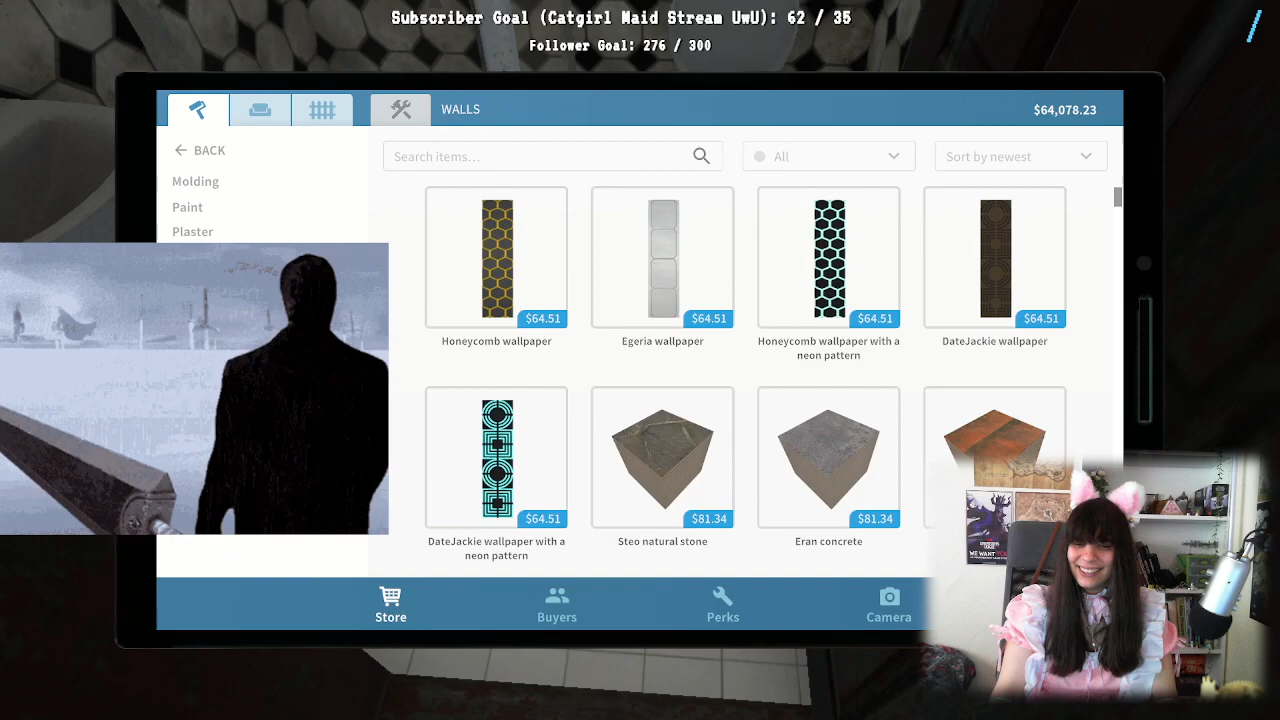 Subscriber Goal (Catgirl Maid Stream UwU): 62 / 35
Follower Goal: 276 / 300
WALLS
$64,078.23
BACK
Search items...
All
Sort by newest
Molding
Paint
Plaster
$64.51
$64.51
$64.51
$64.51
Honeycomb wallpaper
Egeria wallpaper
Honeycomb wallpaper with a
neon pattern
DateJackie wallpaper
$64.51
$81.34
$81.34
DateJackie wallpaper with a
neon pattern
Steo natural stone
Eran concrete
WE WANT YOU
Store
Buyers
Perks
Camera